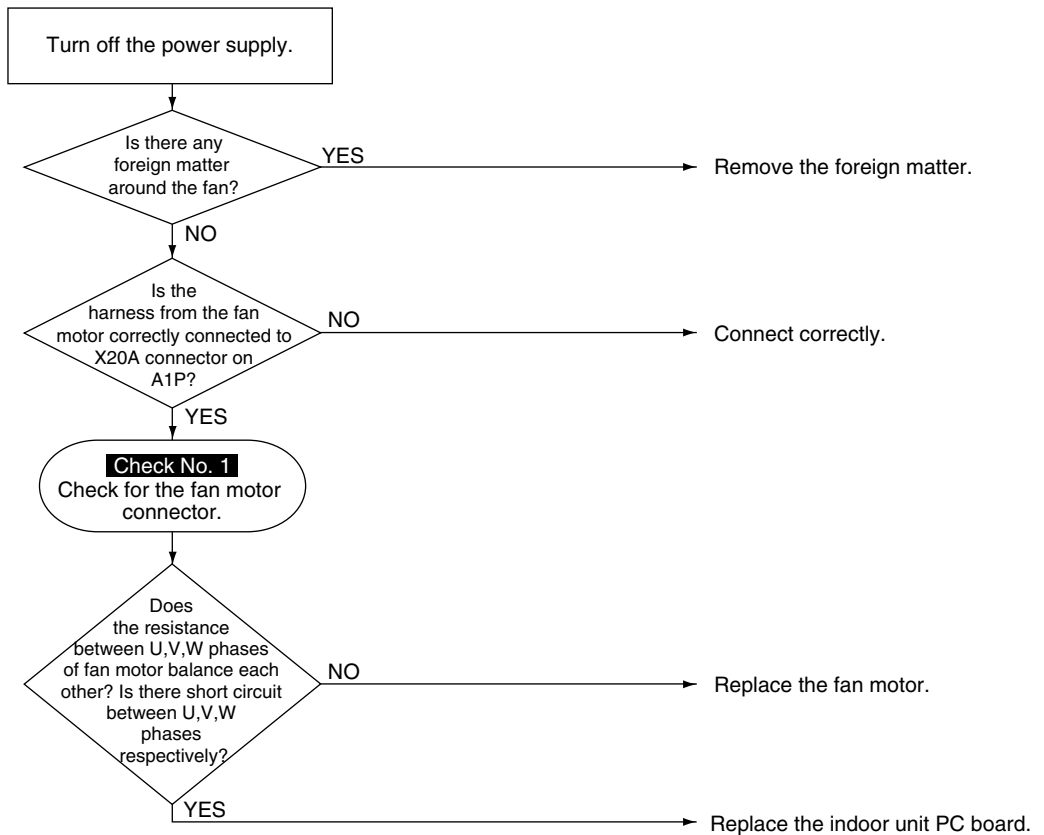 Turn off the power supply.
Is there any
foreign matter
around the fan?
YES
Remove the foreign matter.
NO
Is the
harness from the fan
motor correctly connected to
X20A connector on
A1P?
NO
Connect correctly.
YES
Check No. 1
Check for the fan motor
connector.
Does
the resistance
between U,V,W phases
of fan motor balance each
other? Is there short circuit
between U,V,W
phases
respectively?
NO
Replace the fan motor.
YES
Replace the indoor unit PC board.